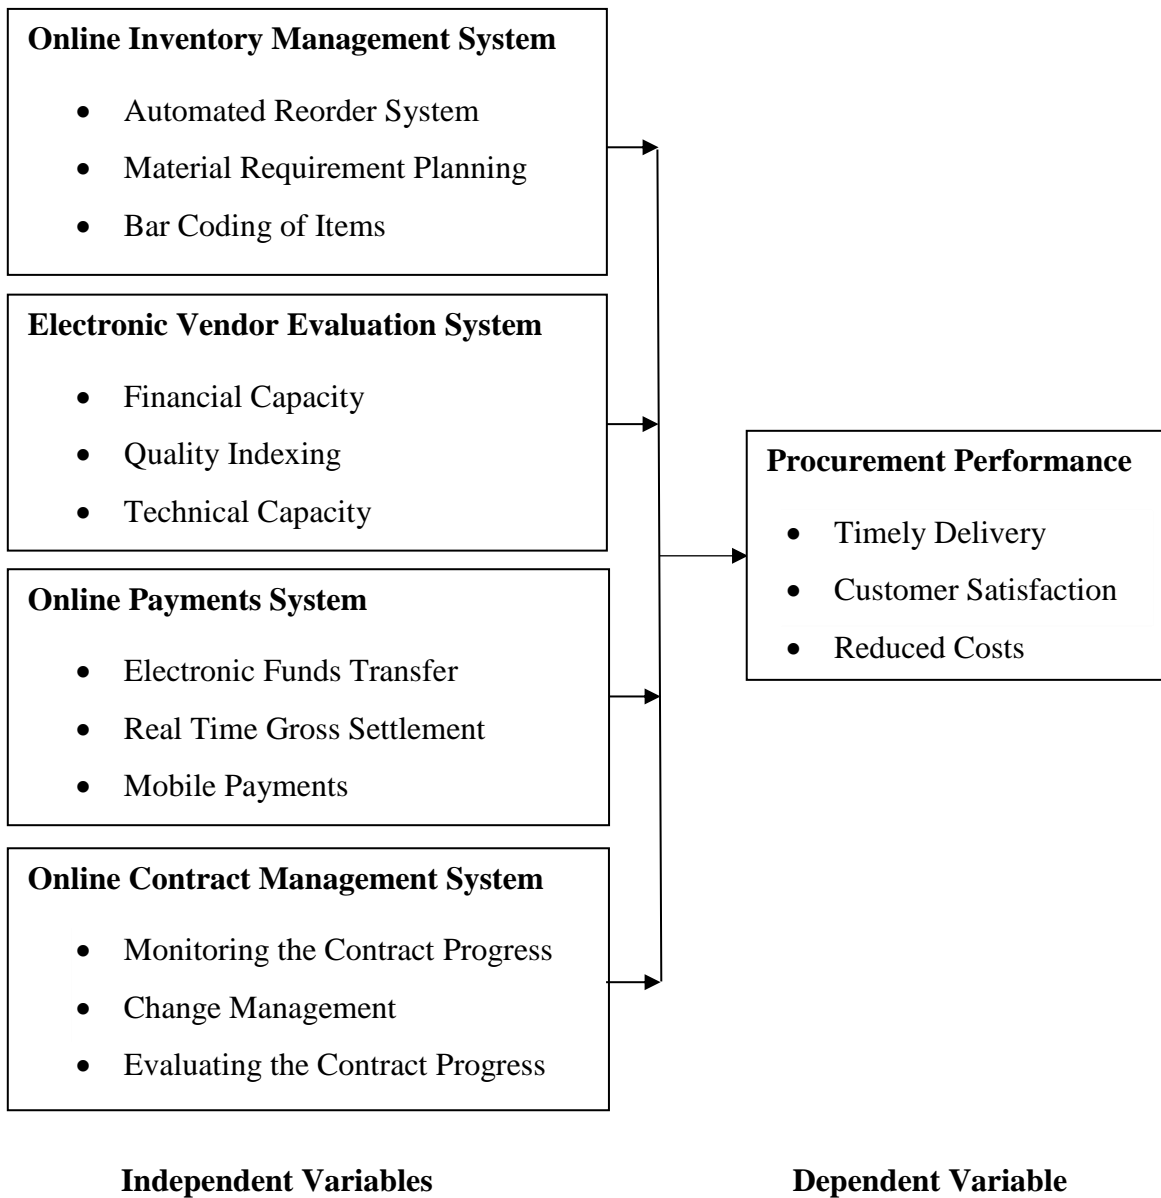 Online Inventory Management System
• Automated Reorder System
• Material Requirement Planning
• Bar Coding of Items
Electronic Vendor Evaluation System
• Financial Capacity
• Quality Indexing
• Technical Capacity
Online Payments System
• Electronic Funds Transfer
• Real Time Gross Settlement
• Mobile Payments
Online Contract Management System
• Monitoring the Contract Progress
• Change Management
• Evaluating the Contract Progress
Procurement Performance
• Timely Delivery
• Customer Satisfaction
• Reduced Costs
Independent Variables
Dependent Variable